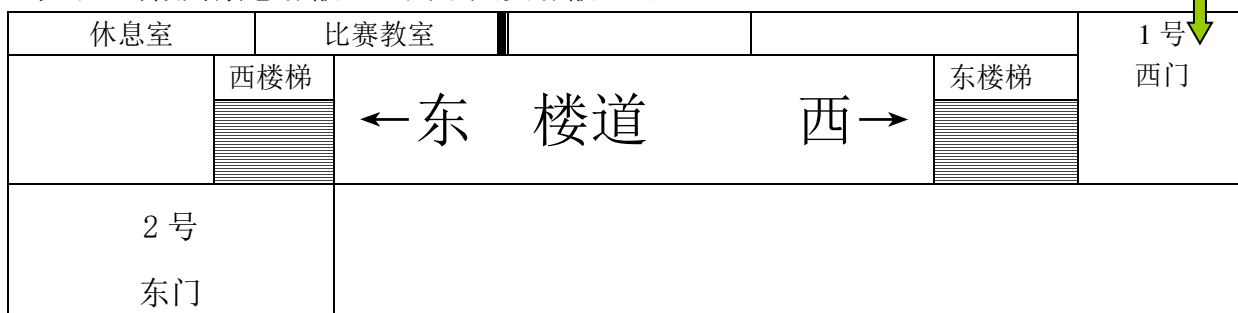 休息室 比赛教室 1 号
西楼梯 东楼梯 西门
←东 楼道 西→
2 号
东门